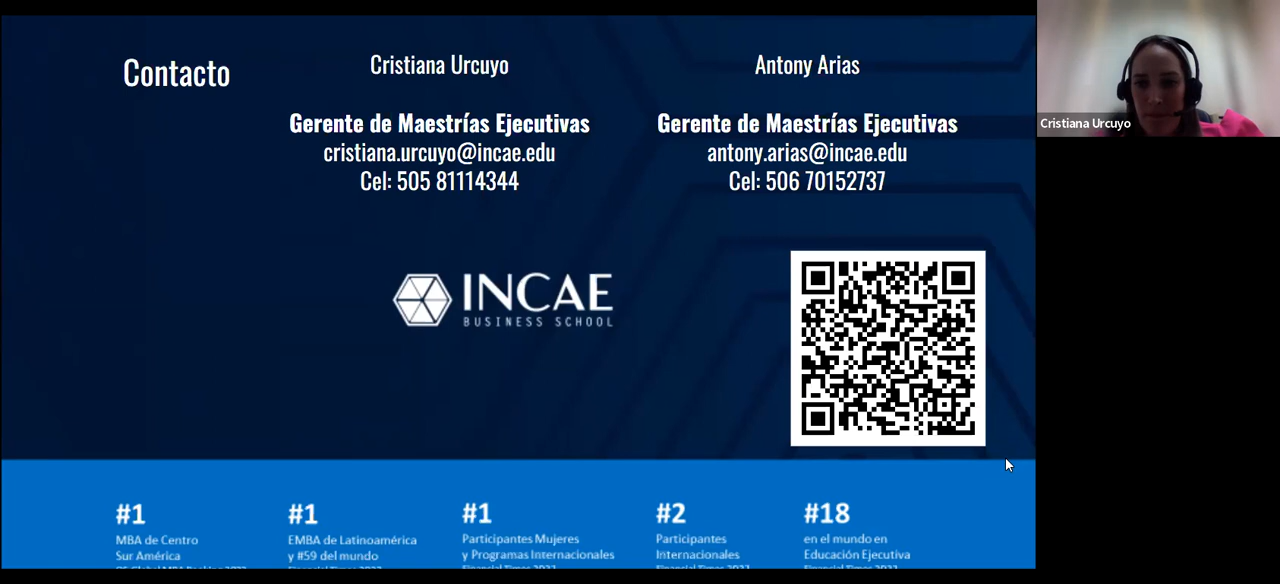 Contacto
Cristiana Urcuyo
Gerente de Maestrías Ejecutivas
cristiana.urcuyo@incae.edu
Cel: 505 81114344
Antony Arias
Gerente de Maestrías Ejecutivas
antony.arias@incae.edu
Cel: 506 70152737
Cristiana Urcuyo
INCAE
BUSINESS SCHOOL
#1
MBA de Centro
Sur América
#1
EMBA de Latinoamérica
y #59 del mundo
#1
Participantes Mujeres
y Programas Internacionales
#2
Participantes
Internacionales
#18
en el mundo en
Educación Ejecutiva